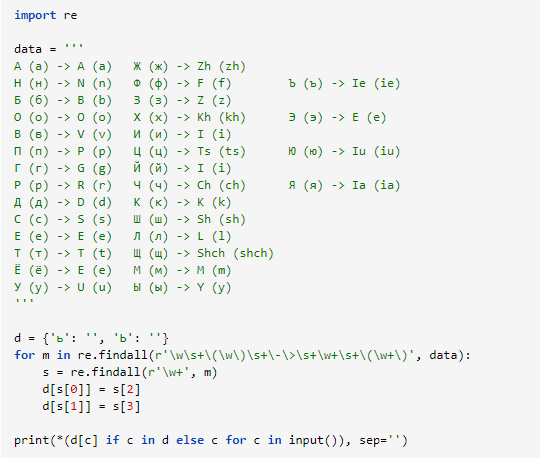 import re

data = '''
А (а) -> A (a)   Ж (ж) -> Zh (zh)
Н (н) -> N (n)   Ф (ф) -> F (f)        Ъ (ъ) -> Ie (ie)
Б (б) -> B (b)   З (з) -> Z (z)
О (о) -> O (o)   Х (х) -> Kh (kh)      Э (э) -> E (e)
В (в) -> V (v)   И (и) -> I (i)
П (п) -> P (p)   Ц (ц) -> Ts (ts)      Ю (ю) -> Iu (iu)
Г (г) -> G (g)   Й (й) -> I (i)
Р (р) -> R (r)   Ч (ч) -> Ch (ch)      Я (я) -> Ia (ia)
Д (д) -> D (d)   К (к) -> K (k)
С (с) -> S (s)   Ш (ш) -> Sh (sh)
Е (е) -> E (e)   Л (л) -> L (l)
Т (т) -> T (t)   Щ (щ) -> Shch (shch)
Ё (ё) -> E (e)   М (м) -> M (m)
У (у) -> U (u)   Ы (ы) -> Y (y)
'''

d = {'ь': '', 'Ь': ''}
for m in re.findall(r'\w\s+\(\w\)\s+\-\>\s+\w+\s+\(\w+\)', data):
    s = re.findall(r'\w+', m)
    d[s[0]] = s[2]
    d[s[1]] = s[3]

print(*(d[c] if c in d else c for c in input()), sep='')